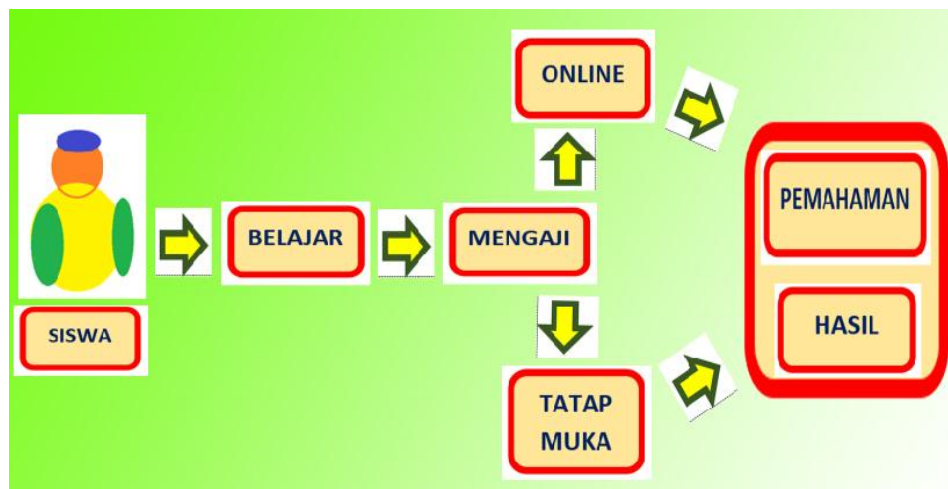 SISWA
BELAJAR
MENGAJI
ONLINE
TATAP
MUKA
PEMAHAMAN
HASIL